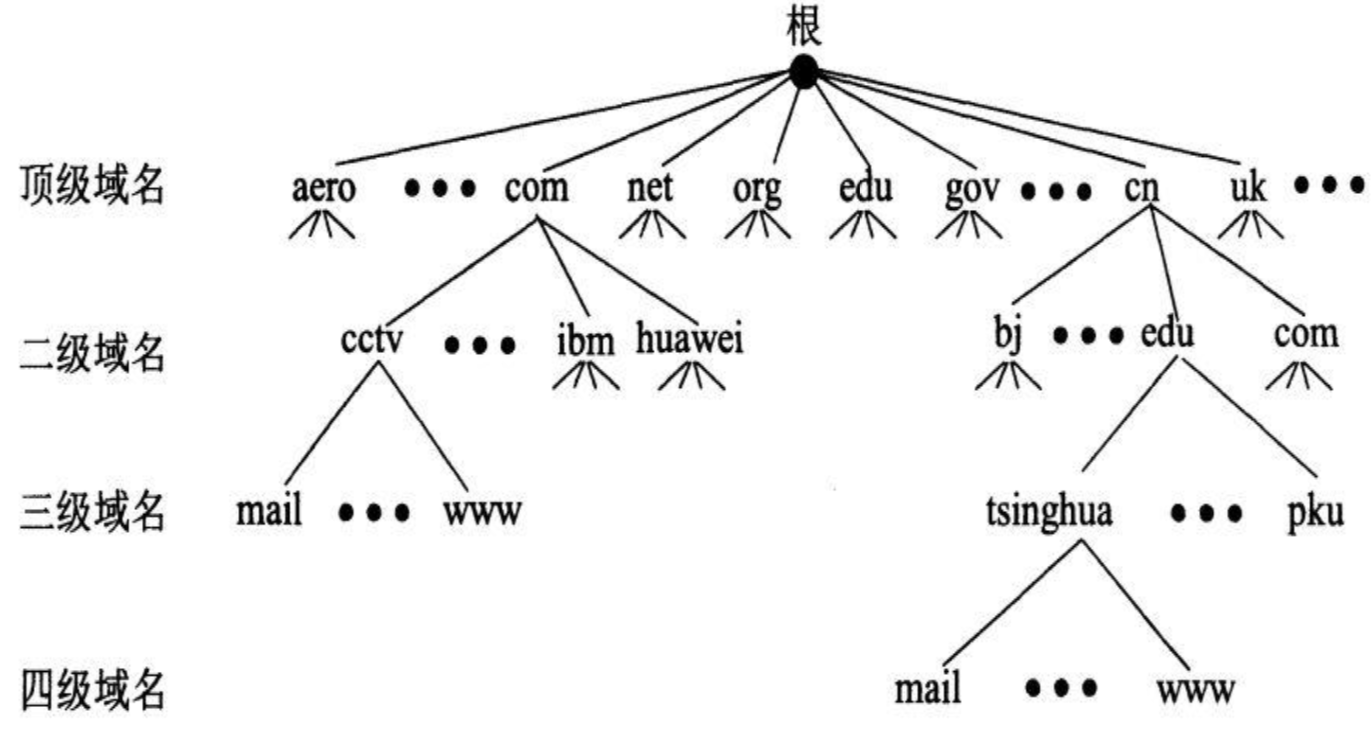 根
顶级域名 aero ••• com net org edu gov ••• cn uk •••
二级域名 cctv ••• ibm huawei bj ••• edu com
三级域名 mail ••• www tsinghua ••• pku
四级域名 mail ••• www